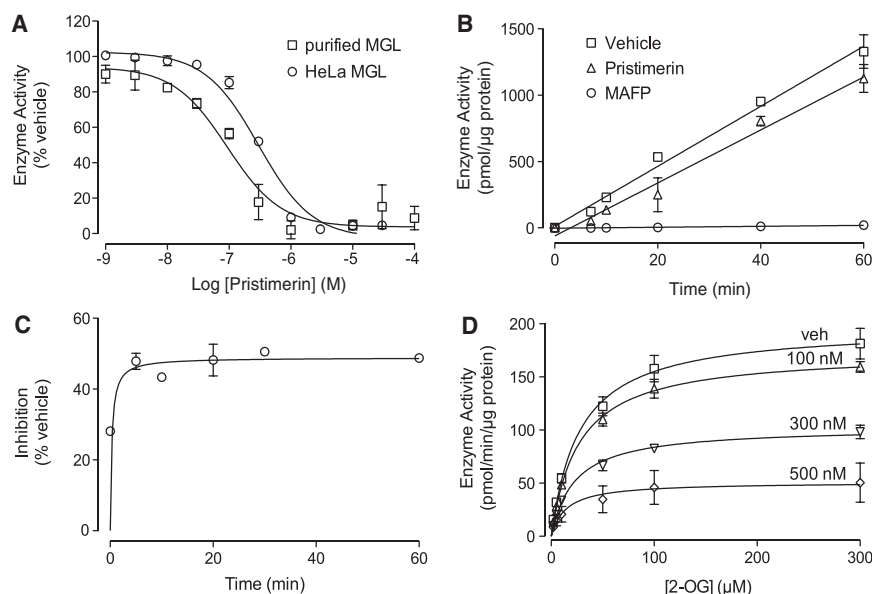 A
Enzyme Activity
(% vehicle)
120
100
80
60
40
20
0
purified MGL
HeLa MGL
-9
-8
-7
-6
-5
-4
Log [Pristimerin] (M)
B
Enzyme Activity
(pmol/µg protein)
1500
1000
500
0
Vehicle
Pristimerin
MAFP
0
20
40
60
Time (min)
C
Inhibition
(% vehicle)
60
40
20
0
0
20
40
60
Time (min)
D
Enzyme Activity
(pmol/min/µg protein)
200
150
100
50
0
veh
100 nM
300 nM
500 nM
0
100
200
300
[2-OG] (µM)